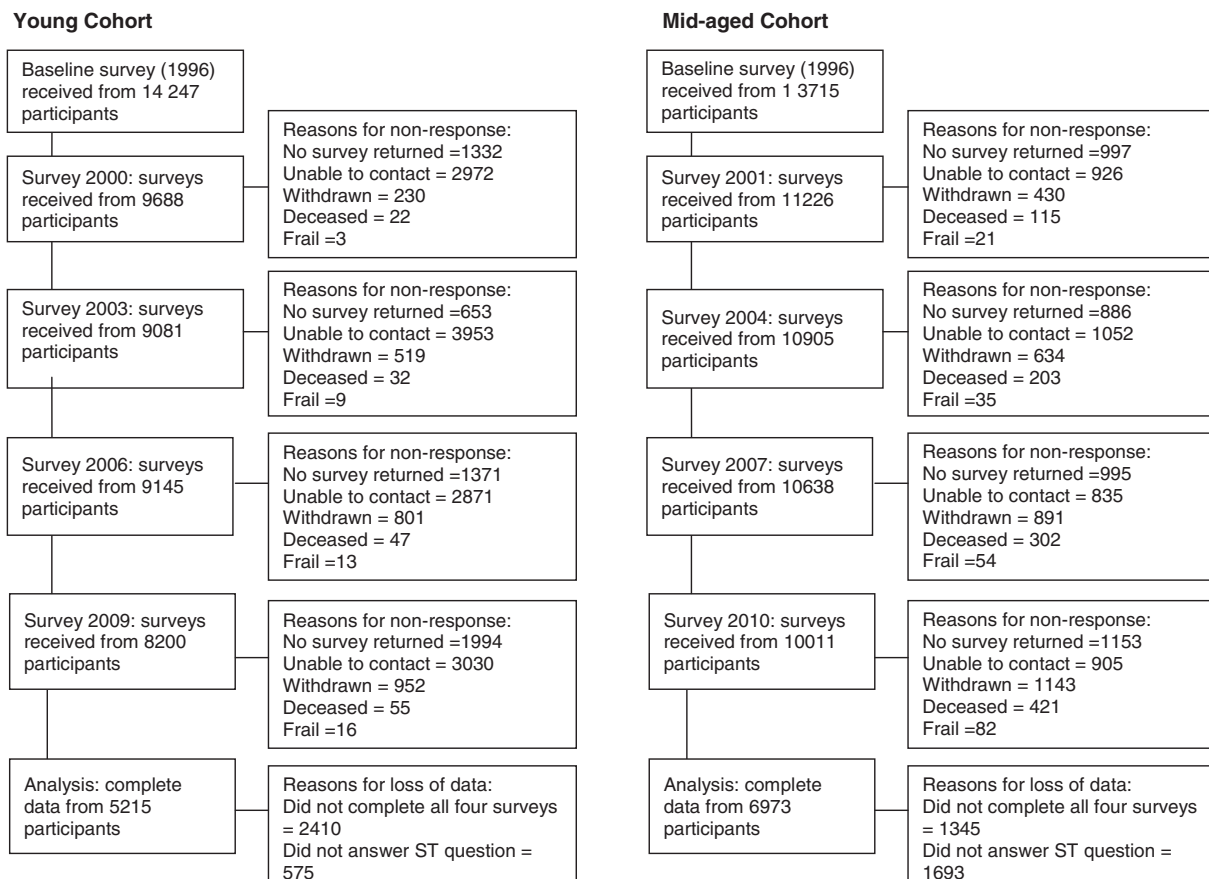 Young Cohort
Baseline survey (1996)
received from 14 247
participants
Reasons for non-response:
No survey returned =1332
Unable to contact = 2972
Withdrawn = 230
Deceased = 22
Frail =3
Survey 2000: surveys
received from 9688
participants
Reasons for non-response:
No survey returned =653
Unable to contact = 3953
Withdrawn = 519
Deceased = 32
Frail =9
Survey 2003: surveys
received from 9081
participants
Reasons for non-response:
No survey returned =1371
Unable to contact = 2871
Withdrawn = 801
Deceased = 47
Frail =13
Survey 2006: surveys
received from 9145
participants
Reasons for non-response:
No survey returned =1994
Unable to contact = 3030
Withdrawn = 952
Deceased = 55
Frail =16
Survey 2009: surveys
received from 8200
participants
Analysis: complete
data from 5215
participants
Reasons for loss of data:
Did not complete all four surveys
= 2410
Did not answer ST question =
575
Mid-aged Cohort
Baseline survey (1996)
received from 1 3715
participants
Reasons for non-response:
No survey returned =997
Unable to contact = 926
Withdrawn = 430
Deceased = 115
Frail =21
Survey 2001: surveys
received from 11226
participants
Reasons for non-response:
No survey returned =886
Unable to contact = 1052
Withdrawn = 634
Deceased = 203
Frail =35
Survey 2004: surveys
received from 10905
participants
Reasons for non-response:
No survey returned =995
Unable to contact = 835
Withdrawn = 891
Deceased = 302
Frail =54
Survey 2007: surveys
received from 10638
participants
Reasons for non-response:
No survey returned =1153
Unable to contact = 905
Withdrawn = 1143
Deceased = 421
Frail =82
Survey 2010: surveys
received from 10011
participants
Analysis: complete
data from 6973
participants
Reasons for loss of data:
Did not complete all four surveys
= 1345
Did not answer ST question =
1693